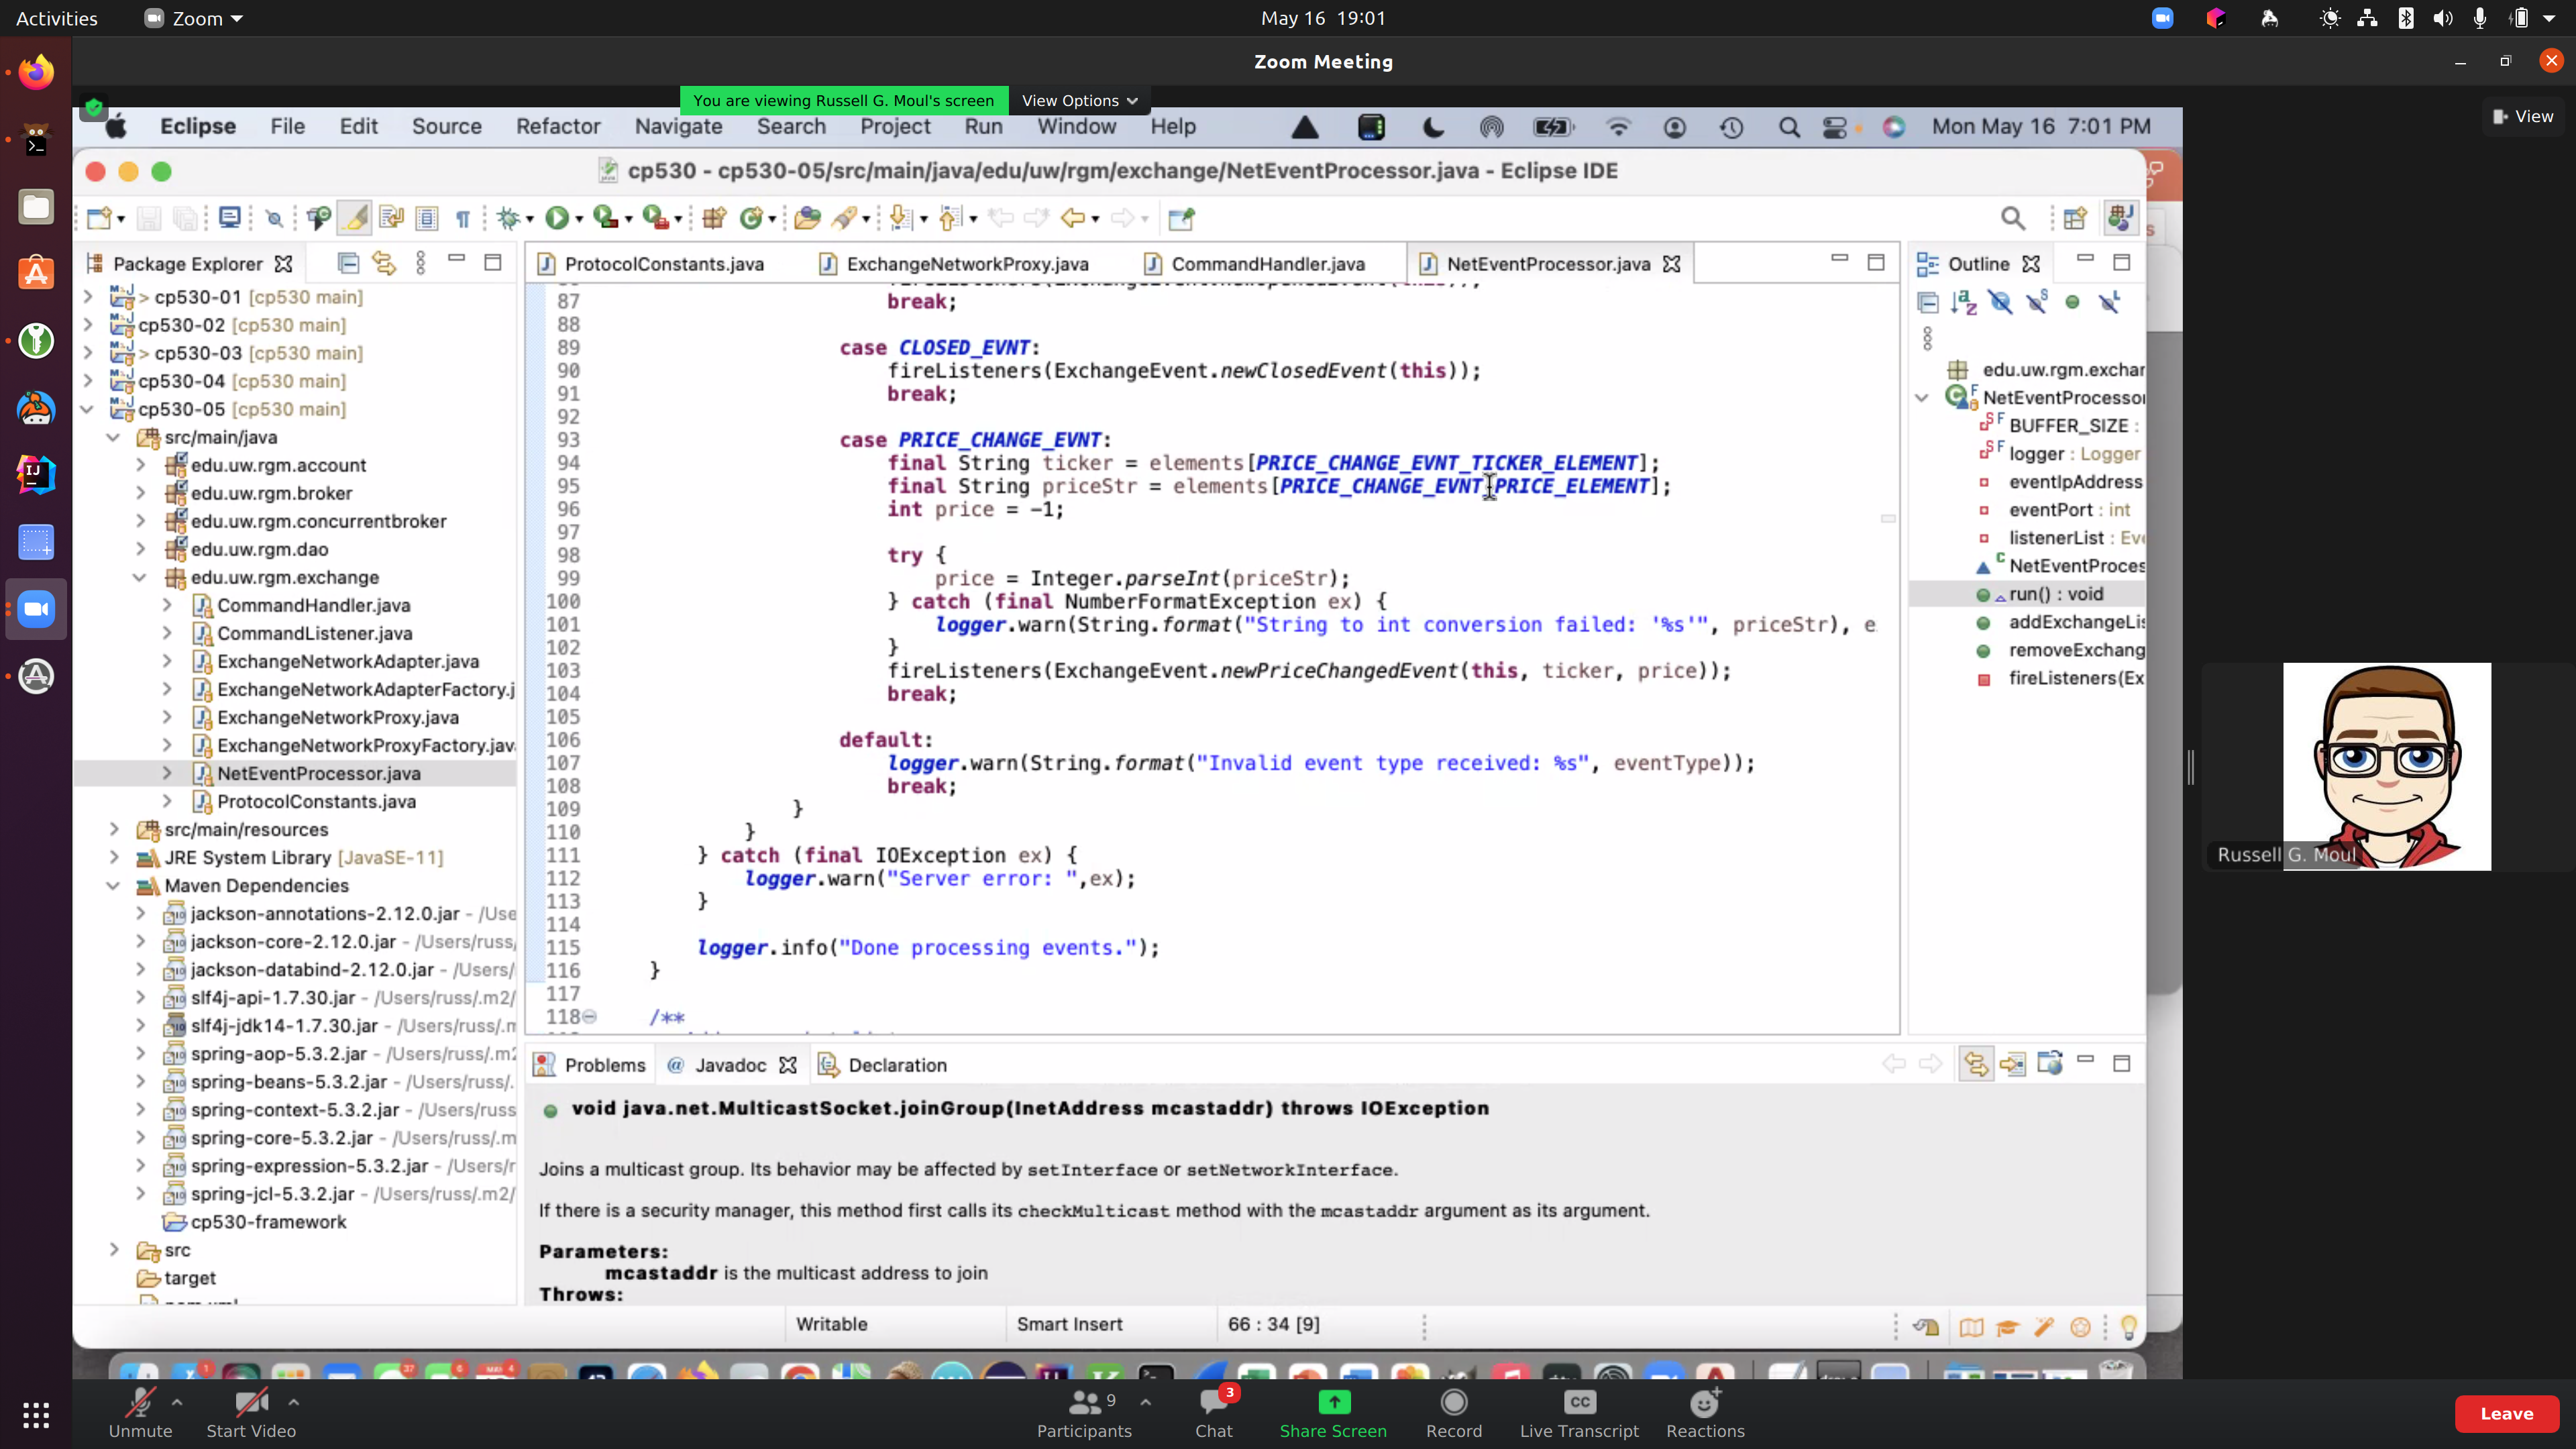 Activities
Zoom
May 16 19:01
Zoom Meeting
You are viewing Russell G. Moul's screen
View Options
View
Eclipse File Edit Source Refactor Navigate Search Project Run Window Help
Mon May 16 7:01 PM
cp530 - cp530-05/src/main/java/edu/uw/rgm/exchange/NetEventProcessor.java - Eclipse IDE
Package Explorer
> cp530-01 [cp530 main]
cp530-02 [cp530 main]
> cp530-03 [cp530 main]
cp530-04 [cp530 main]
cp530-05 [cp530 main]
src/main/java
edu.uw.rgm.account
edu.uw.rgm.broker
edu.uw.rgm.concurrentbroker
edu.uw.rgm.dao
edu.uw.rgm.exchange
CommandHandler.java
CommandListener.java
ExchangeNetworkAdapter.java
ExchangeNetworkAdapterFactory.j
ExchangeNetworkProxy.java
ExchangeNetworkProxyFactory.jav
NetEventProcessor.java
ProtocolConstants.java
src/main/resources
JRE System Library [JavaSE-11]
Maven Dependencies
jackson-annotations-2.12.0.jar - /Use
jackson-core-2.12.0.jar - /Users/russ/
jackson-databind-2.12.0.jar - /Users/
slf4j-api-1.7.30.jar - /Users/russ/.m2/
slf4j-jdk14-1.7.30.jar - /Users/russ/.m
spring-aop-5.3.2.jar - /Users/russ/.m2
spring-beans-5.3.2.jar - /Users/russ/.
spring-context-5.3.2.jar - /Users/russ
spring-core-5.3.2.jar - /Users/russ/.m
spring-expression-5.3.2.jar - /Users/r
spring-jcl-5.3.2.jar - /Users/russ/.m2/
cp530-framework
src
target
ProtocolConstants.java
ExchangeNetworkProxy.java
CommandHandler.java
NetEventProcessor.java
87 break;
88
89 case CLOSED_EVNT:
90 fireListeners(ExchangeEvent.newClosedEvent(this));
91 break;
92
93 case PRICE_CHANGE_EVNT:
94 final String ticker = elements[PRICE_CHANGE_EVNT_TICKER_ELEMENT];
95 final String priceStr = elements[PRICE_CHANGE_EVNT_PRICE_ELEMENT];
96 int price = -1;
97
98 try {
99 price = Integer.parseInt(priceStr);
100 } catch (final NumberFormatException ex) {
101 logger.warn(String.format("String to int conversion failed: '%s'", priceStr), e
102 }
103 fireListeners(ExchangeEvent.newPriceChangedEvent(this, ticker, price));
104 break;
105
106 default:
107 logger.warn(String.format("Invalid event type received: %s", eventType));
108 break;
109 }
110 }
111 } catch (final IOException ex) {
112 logger.warn("Server error: ",ex);
113 }
114
115 logger.info("Done processing events.");
116 }
117
118 /**
Outline
edu.uw.rgm.exchar
NetEventProcessor
BUFFER_SIZE :
logger : Logger
eventIpAddress
eventPort : int
listenerList : Eve
NetEventProces
run() : void
addExchangeLis
removeExchang
fireListeners(Ex
Problems
@ Javadoc
Declaration
void java.net.MulticastSocket.joinGroup(InetAddress mcastaddr) throws IOException
Joins a multicast group. Its behavior may be affected by setInterface or setNetworkInterface.
If there is a security manager, this method first calls its checkMulticast method with the mcastaddr argument as its argument.
Parameters:
mcastaddr is the multicast address to join
Throws:
Writable
Smart Insert
66 : 34 [9]
Russell G. Moul
Unmute
Start Video
9
Participants
3
Chat
Share Screen
Record
CC
Live Transcript
Reactions
Leave